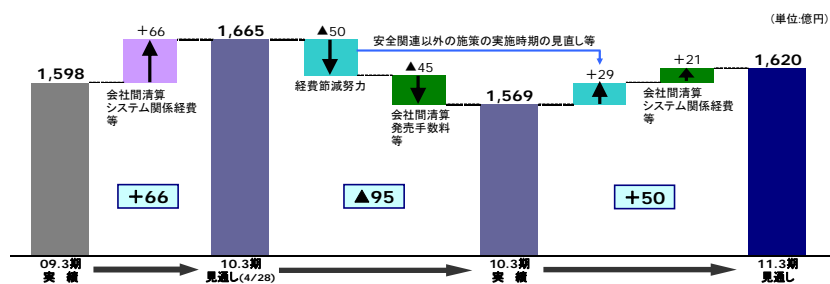 (単位:億円)
+66
1,665
▲50
安全関連以外の施策の実施時期の見直し等
1,598
会社間清算
システム関係経費
等
経費節減努力
▲45
会社間清算
発売手数料
等
1,569
+29
+21
会社間清算
システム関係経費
等
1,620
+66
▲95
+50
09.3期
実 績
10.3期
見通し(4/28)
10.3期
実 績
11.3期
見通し